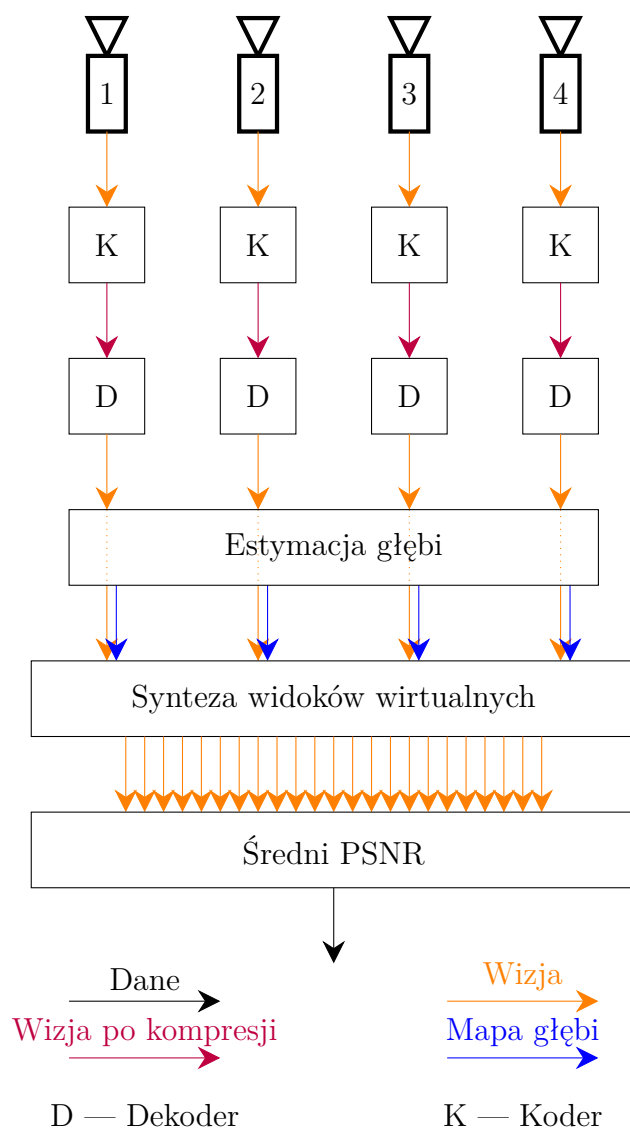 1 2 3 4
K K K K
D D D D
Estymacja głębi
Synteza widoków wirtualnych
Średni PSNR
Dane Wizja
Wizja po kompresji Mapa głębi
D — Dekoder K — Koder